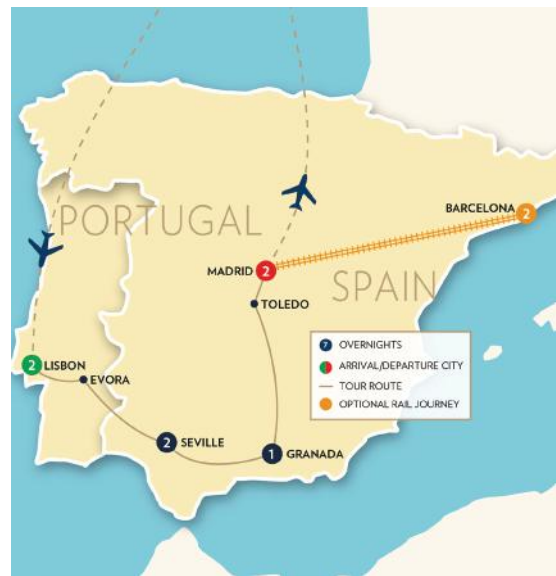 PORTUGAL
BARCELONA 2
MADRID 2
SPAIN
TOLEDO
7 OVERNIGHTS
ARRIVAL/DEPARTURE CITY
TOUR ROUTE
OPTIONAL RAIL JOURNEY
2 LISBON
EVORA
2 SEVILLE
1 GRANADA